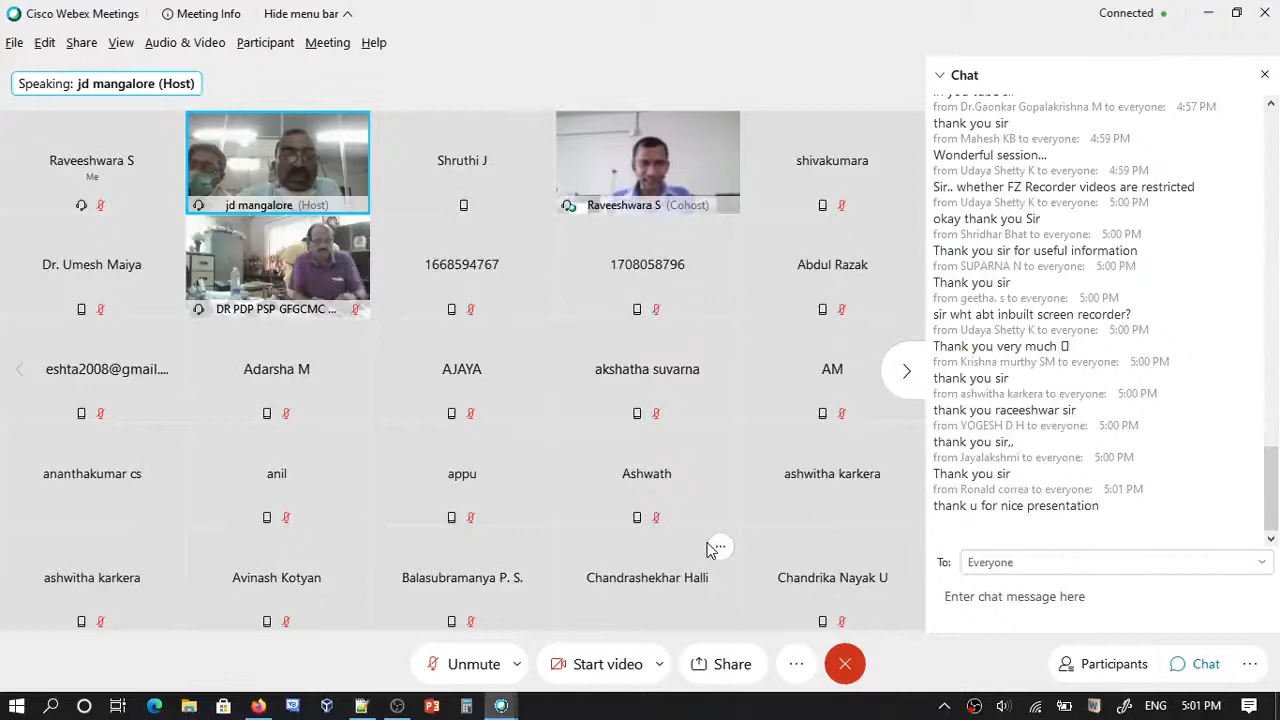 Cisco Webex Meetings
Meeting Info
Hide menu bar
Connected
File Edit Share View Audio & Video Participant Meeting Help
Speaking: jd mangalore (Host)
Raveeshwara S
Me
jd mangalore (Host)
Shruthi J
Raveeshwara S (Cohost)
shivakumara
Dr. Umesh Maiya
DR PDP PSP GFGCMC ...
1668594767
1708058796
Abdul Razak
eshta2008@gmail....
Adarsha M
AJAYA
akshatha suvarna
AM
ananthakumar cs
anil
appu
Ashwath
ashwitha karkera
ashwitha karkera
Avinash Kotyan
Balasubramanya P. S.
Chandrashekhar Halli
Chandrika Nayak U
Chat
from Dr.Gaonkar Gopalakrishna M to everyone: 4:57 PM
thank you sir
from Mahesh KB to everyone: 4:59 PM
Wonderful session...
from Udaya Shetty K to everyone: 4:59 PM
Sir.. whether FZ Recorder videos are restricted
from Udaya Shetty K to everyone: 5:00 PM
okay thank you Sir
from Shridhar Bhat to everyone: 5:00 PM
Thank you sir for useful information
from SUPARNA N to everyone: 5:00 PM
Thank you sir
from geetha. s to everyone: 5:00 PM
sir wht abt inbuilt screen recorder?
from Udaya Shetty K to everyone: 5:00 PM
Thank you very much
from Krishna murthy SM to everyone: 5:00 PM
thank you sir
from ashwitha karkera to everyone: 5:00 PM
thank you raceeshwar sir
from YOGESH D H to everyone: 5:00 PM
thank you sir,,
from Jayalakshmi to everyone: 5:00 PM
Thank you sir
from Ronald correa to everyone: 5:01 PM
thank u for nice presentation
To: Everyone
Enter chat message here
Unmute
Start video
Share
Participants
Chat
ENG
5:01 PM